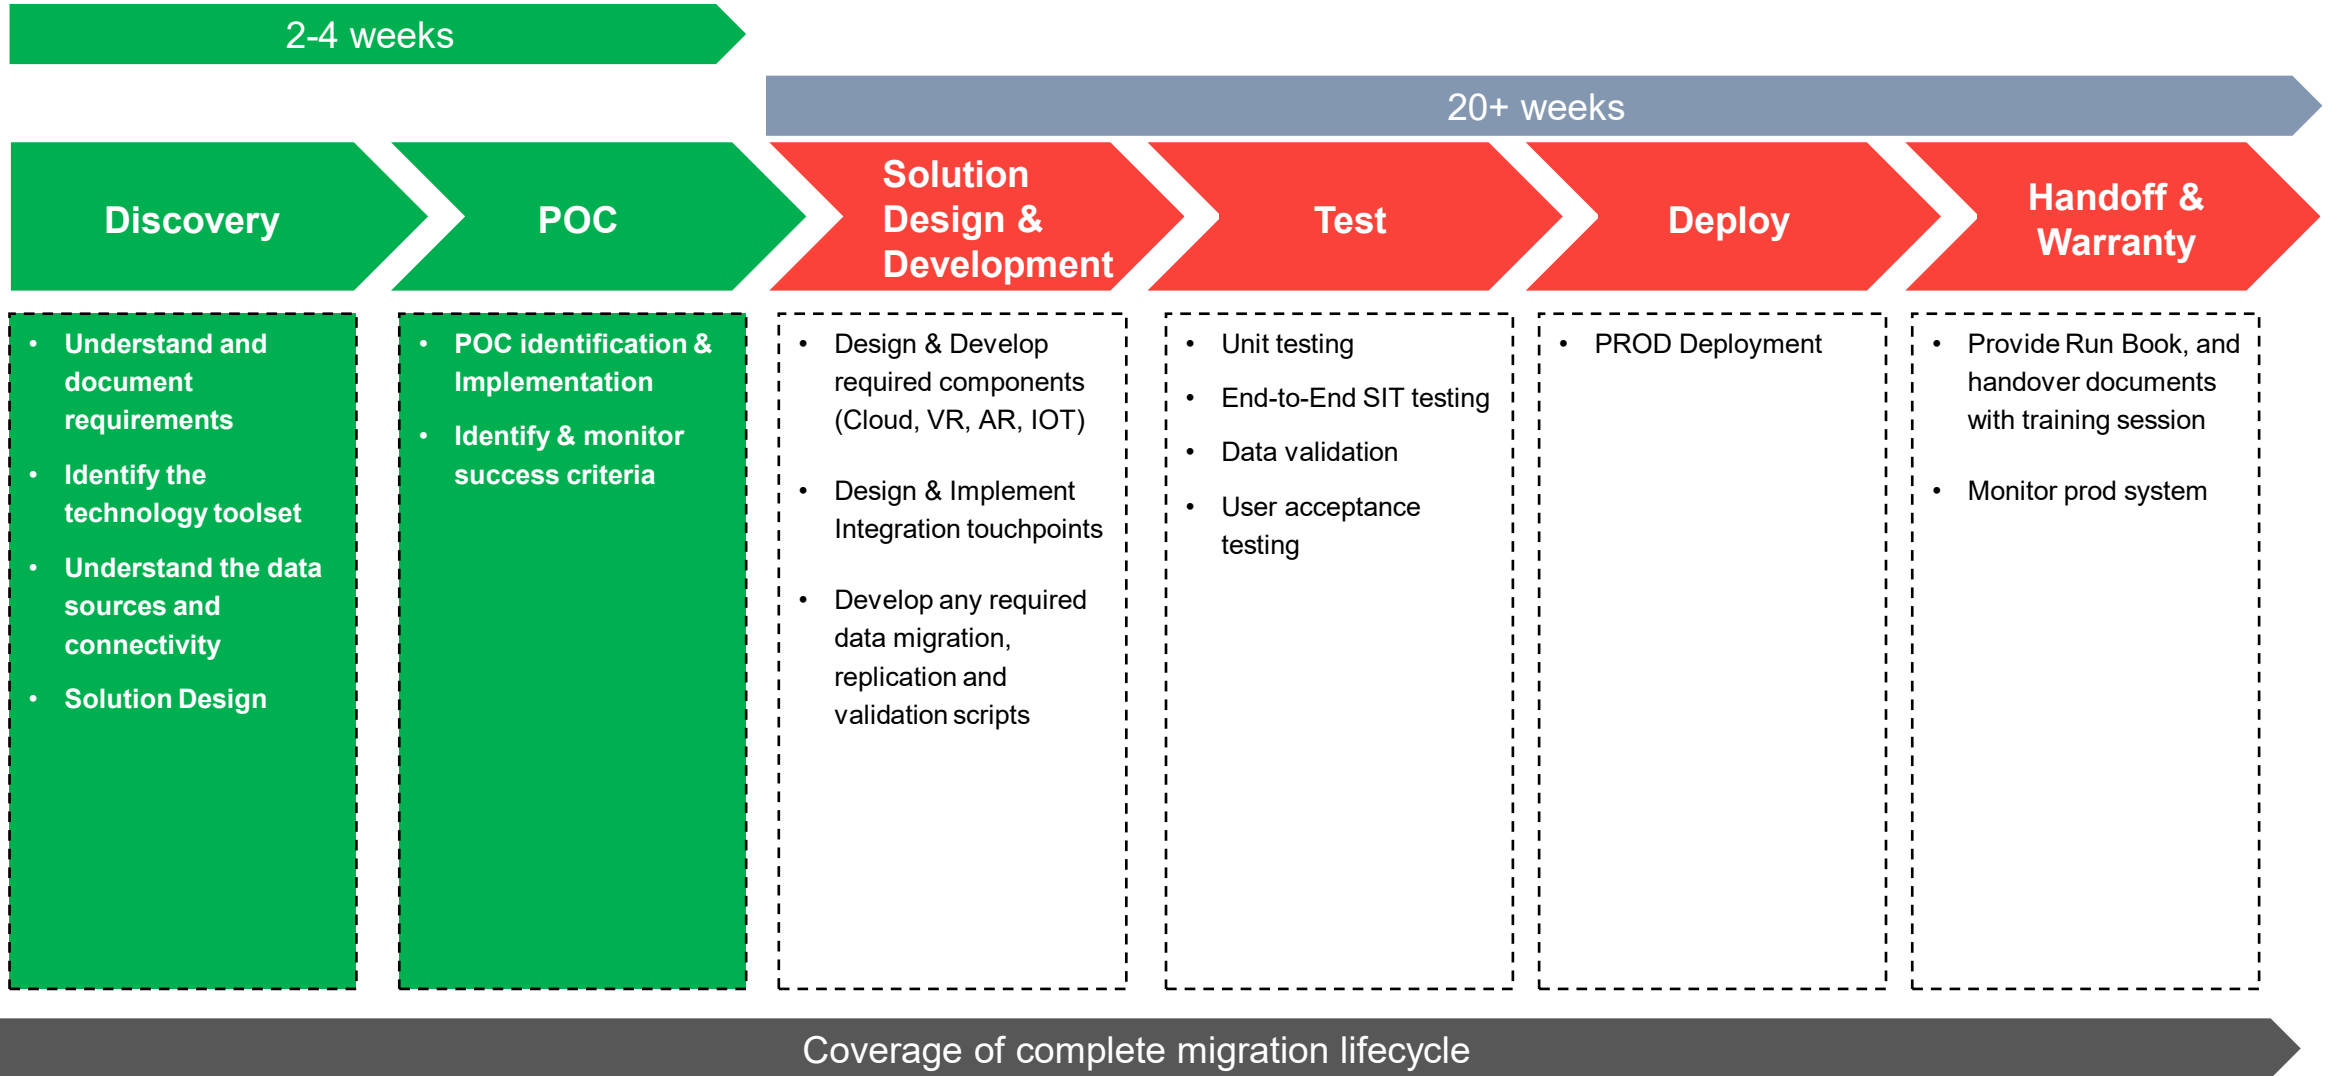 2-4 weeks
20+ weeks
Discovery
POC
Solution
Design &
Development
Test
Deploy
Handoff &
Warranty
• Understand and
document
requirements
• Identify the
technology toolset
• Understand the data
sources and
connectivity
• Solution Design
• POC identification &
Implementation
• Identify & monitor
success criteria
• Design & Develop
required components
(Cloud, VR, AR, IOT)
• Design & Implement
Integration touchpoints
• Develop any required
data migration,
replication and
validation scripts
• Unit testing
• End-to-End SIT testing
• Data validation
• User acceptance
testing
• PROD Deployment
• Provide Run Book, and
handover documents
with training session
• Monitor prod system
Coverage of complete migration lifecycle